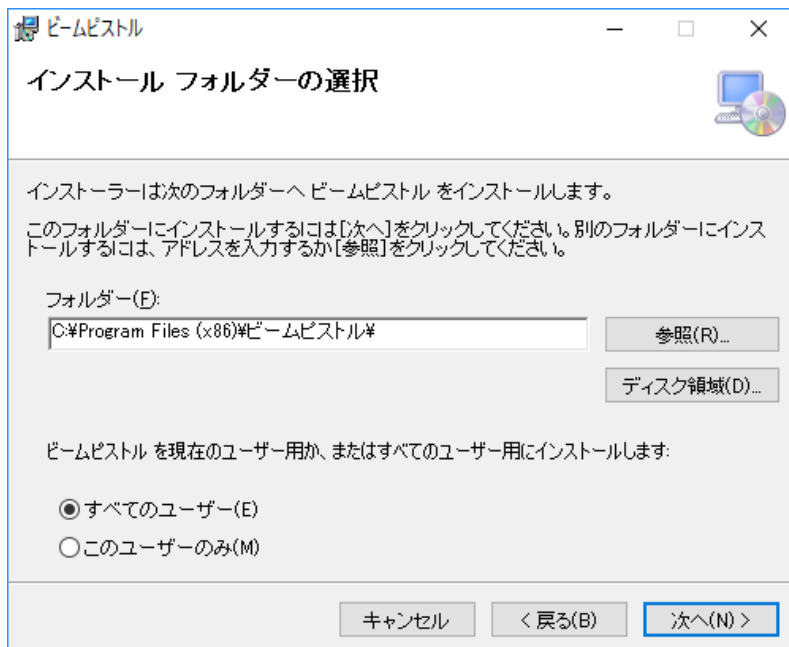 ビームピストル
インストール フォルダーの選択
インストーラーは次のフォルダーへ ビームピストル をインストールします。
このフォルダーにインストールするには[次へ]をクリックしてください。別のフォルダーにインス
トールするには、アドレスを入力するか[参照]をクリックしてください。
フォルダー(F):
C:¥Program Files (x86)¥ビームピストル¥
参照(R)...
ディスク領域(D)...
ビームピストル を現在のユーザー用か、またはすべてのユーザー用にインストールします:
すべてのユーザー(E)
このユーザーのみ(M)
キャンセル
< 戻る(B)
次へ(N) >